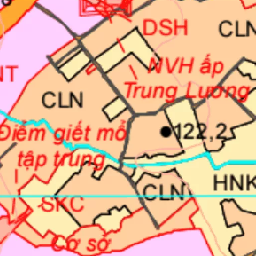 DSH
CLN
NVH ấp
Trung Lương
NT
CLN
Điểm giết mổ
tập trung
122,2
CLN
HNK
SKC
Cơ sở